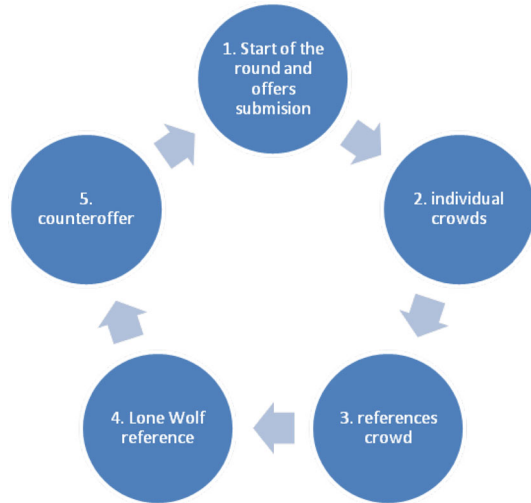 1. Start of the
round and
offers
submision
2. individual
crowds
3. references
crowd
4. Lone Wolf
reference
5.
counteroffer